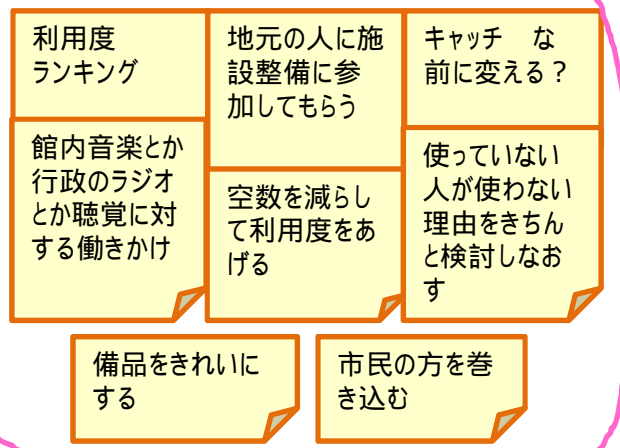 利用度
ランキング
地元の人に施
設整備に参
加してもらう
キャッチ　な
前に変える？
館内音楽とか
行政のラジオ
とか聴覚に対
する働きかけ
空数を減らし
て利用度をあ
げる
使っていない
人が使わない
理由をきちん
と検討しなお
す
備品をきれいに
する
市民の方を巻
き込む